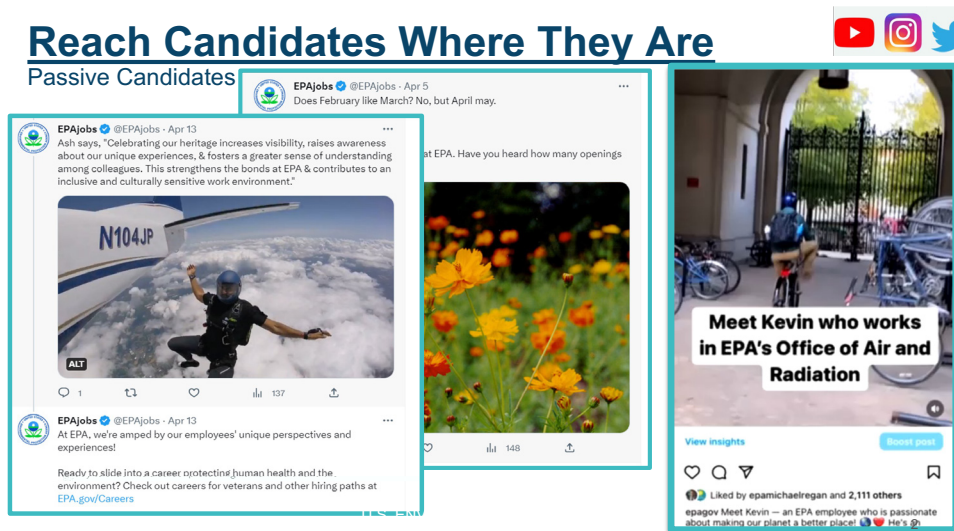 Reach Candidates Where They Are
Passive Candidates
EPAjobs @EPAjobs · Apr 5
Does February like March? No, but April may.
at EPA. Have you heard how many openings
148
EPAjobs @EPAjobs · Apr 13
Ash says, "Celebrating our heritage increases visibility, raises awareness
about our unique experiences, & fosters a greater sense of understanding
among colleagues. This strengthens the bonds at EPA & contributes to an
inclusive and culturally sensitive work environment."
N104JP
ALT
1
137
EPAjobs @EPAjobs · Apr 13
At EPA, we're amped by our employees' unique perspectives and
experiences!
Ready to slide into a career protecting human health and the
environment? Check out careers for veterans and other hiring paths at
EPA.gov/Careers
Meet Kevin who works
in EPA's Office of Air and
Radiation
View insights
Boost post
Liked by epamichaelregan and 2,111 others
epagov Meet Kevin — an EPA employee who is passionate
about making our planet a better place! He's a
U.S. ENV
2